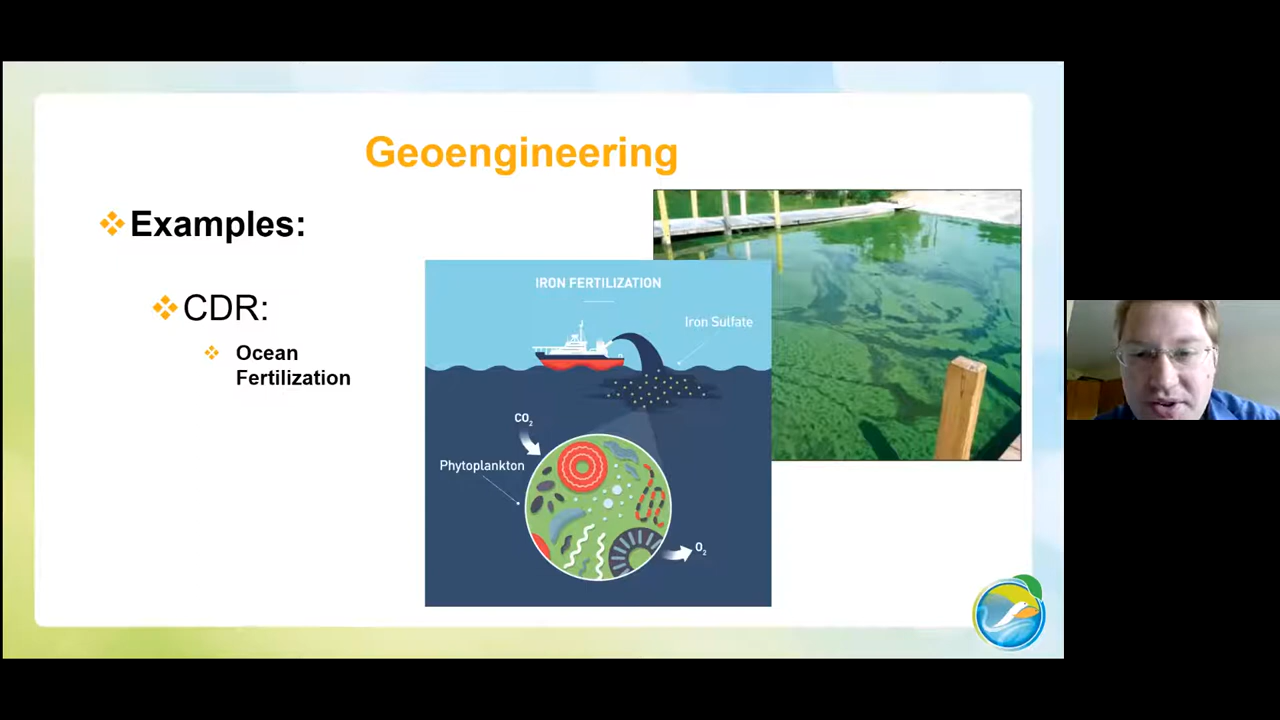 Geoengineering
Examples:
CDR:
Ocean
Fertilization
IRON FERTILIZATION
Iron Sulfate
CO₂
Phytoplankton
O₂